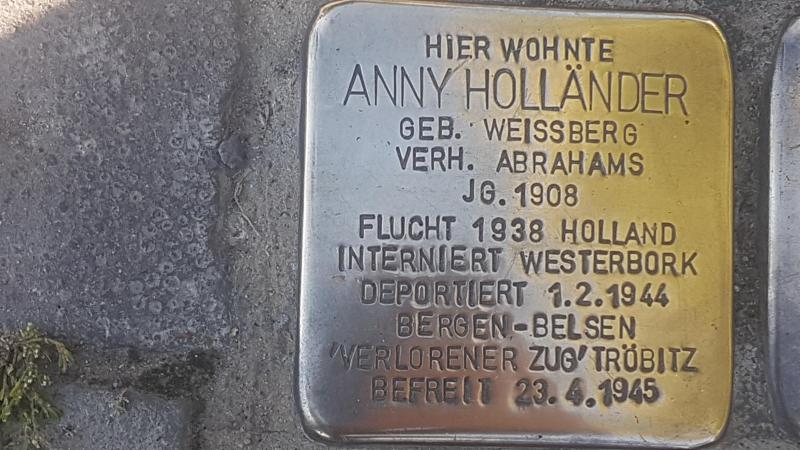 HIER WOHNTE
ANNY HOLLÄNDER
GEB. WEISSBERG
VERH. ABRAHAMS
JG. 1908
FLUCHT 1938 HOLLAND
INTERNIERT WESTERBORK
DEPORTIERT 1.2.1944
BERGEN-BELSEN
'VERLORENER ZUG' TRÖBITZ
BEFREIT 23.4.1945